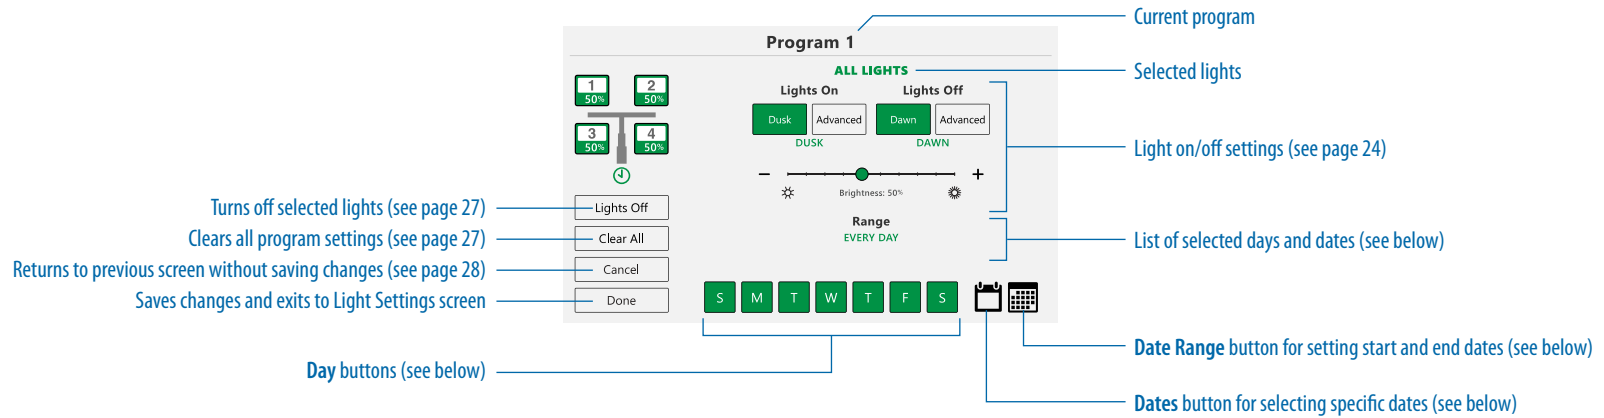 Current program
Program 1
ALL LIGHTS
Selected lights
Lights On
Lights Off
1
50%
2
50%
3
50%
4
50%
Dusk
Advanced
Dawn
Advanced
DUSK
DAWN
Light on/off settings (see page 24)
−
+
Brightness: 50%
Turns off selected lights (see page 27)
Lights Off
Range
EVERY DAY
Clears all program settings (see page 27)
Clear All
List of selected days and dates (see below)
Returns to previous screen without saving changes (see page 28)
Cancel
Saves changes and exits to Light Settings screen
Done
S M T W T F S
Date Range button for setting start and end dates (see below)
Day buttons (see below)
Dates button for selecting specific dates (see below)